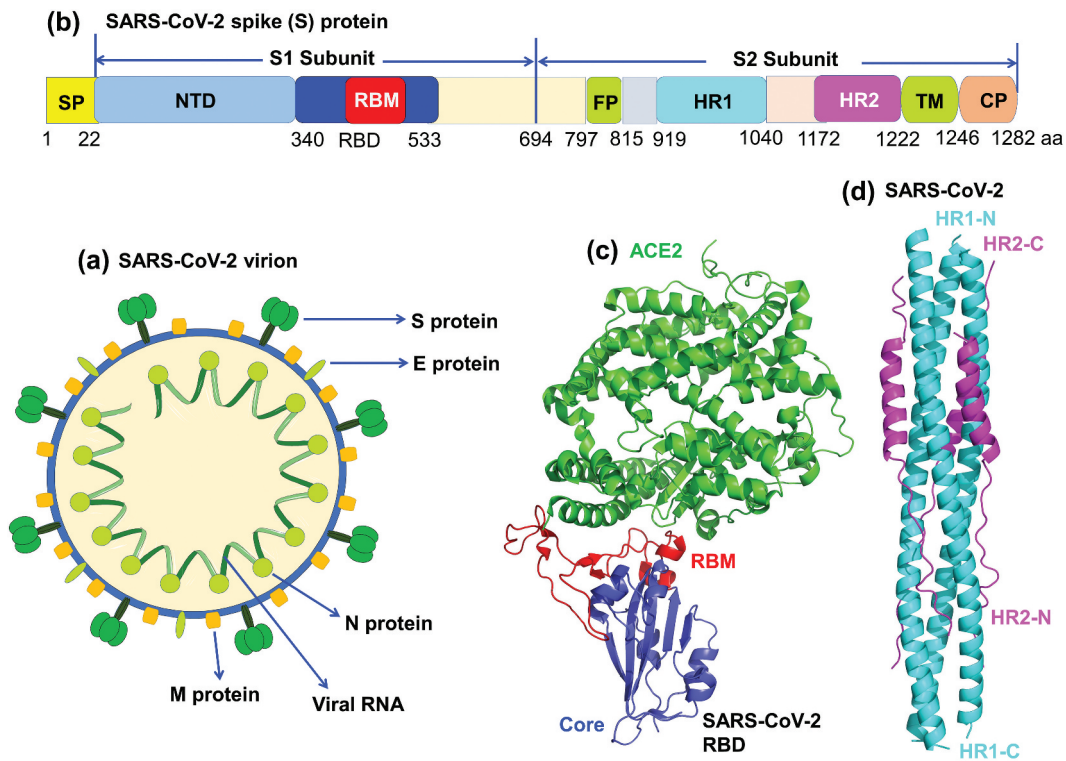 (b) SARS-CoV-2 spike (S) protein
S1 Subunit S2 Subunit
SP NTD RBM FP HR1 HR2 TM CP
1 22 340 RBD 533 694 797 815 919 1040 1172 1222 1246 1282 aa
(a) SARS-CoV-2 virion
S protein
E protein
N protein
Viral RNA
M protein
(c) ACE2
RBM
Core
SARS-CoV-2
RBD
(d) SARS-CoV-2
HR1-N
HR2-C
HR2-N
HR1-C